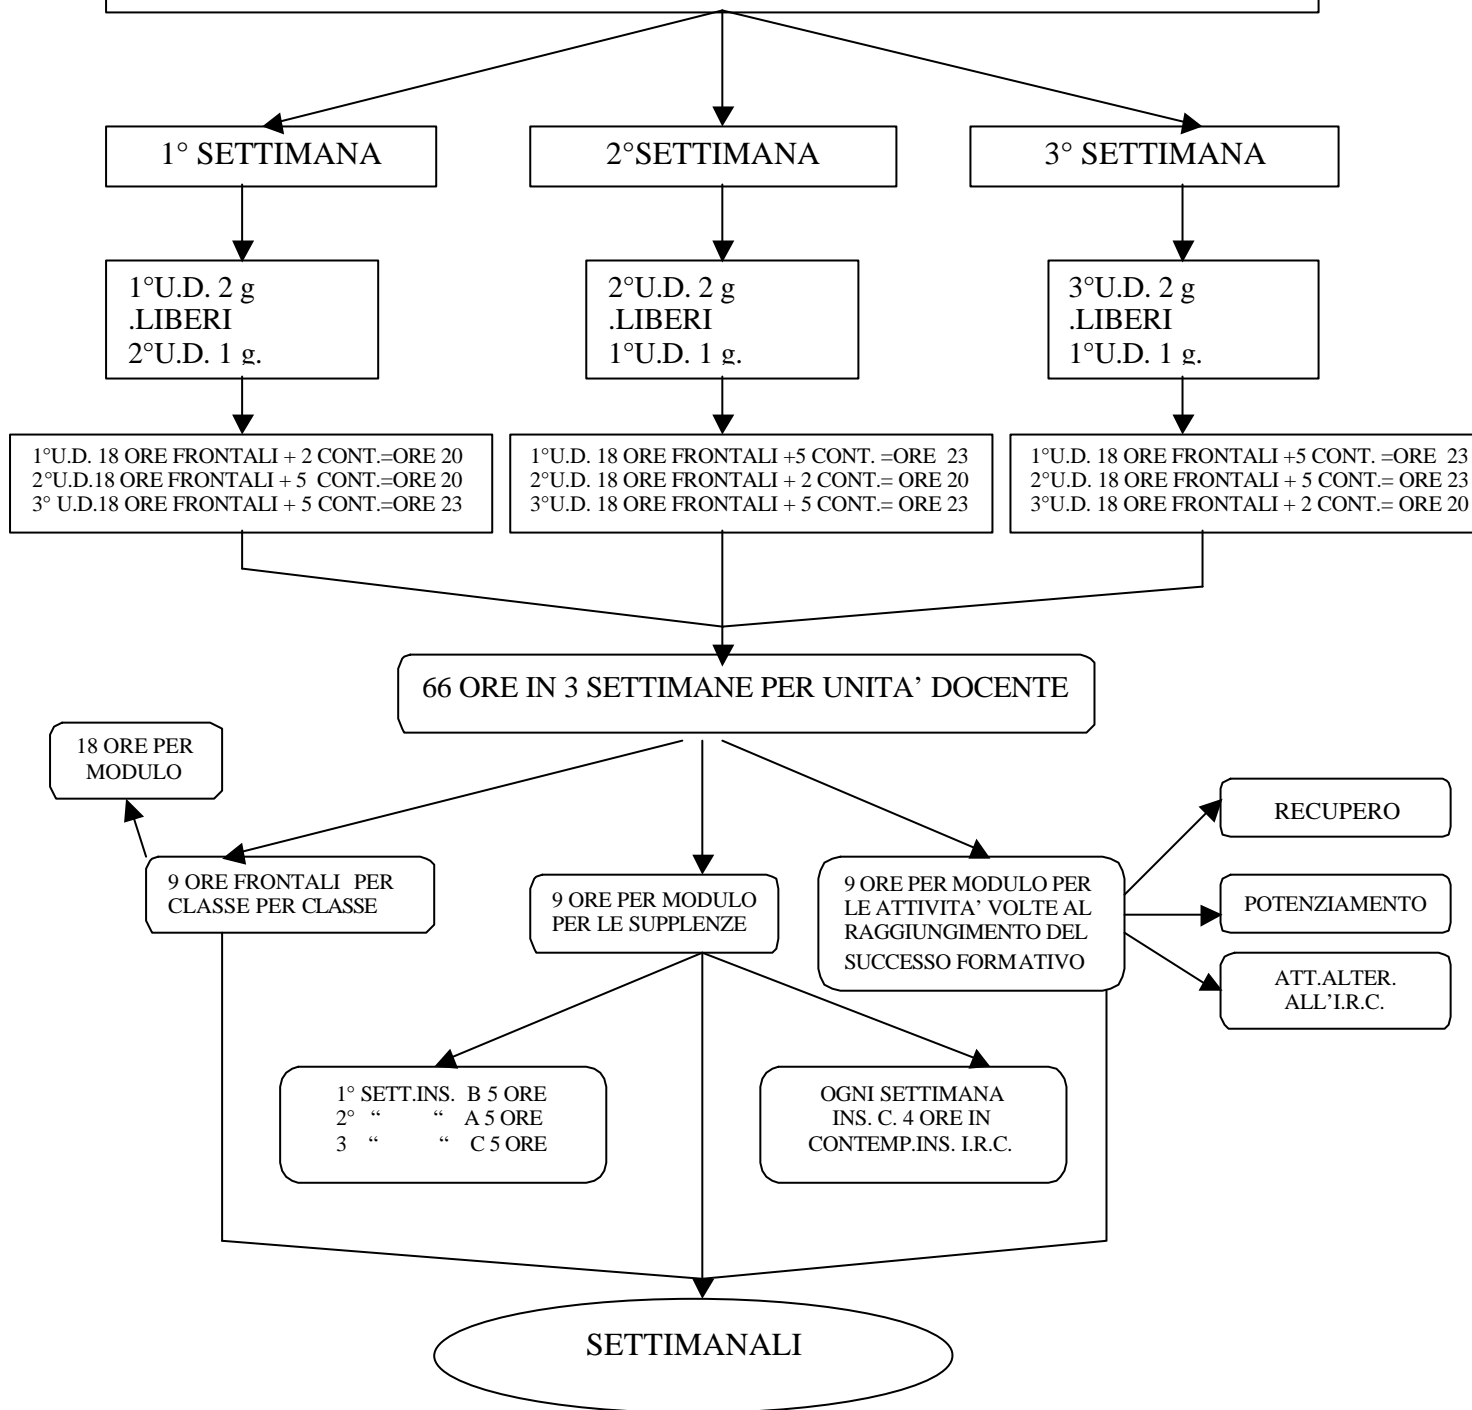 1° SETTIMANA
2°SETTIMANA
3° SETTIMANA
1°U.D. 2 g
.LIBERI
2°U.D. 1 g.
2°U.D. 2 g
.LIBERI
1°U.D. 1 g.
3°U.D. 2 g
.LIBERI
1°U.D. 1 g.
1°U.D. 18 ORE FRONTALI + 2 CONT.=ORE 20
2°U.D.18 ORE FRONTALI + 5 CONT.=ORE 20
3° U.D.18 ORE FRONTALI + 5 CONT.=ORE 23
1°U.D. 18 ORE FRONTALI +5 CONT. =ORE 23
2°U.D. 18 ORE FRONTALI + 2 CONT.= ORE 20
3°U.D. 18 ORE FRONTALI + 5 CONT.= ORE 23
1°U.D. 18 ORE FRONTALI +5 CONT. =ORE 23
2°U.D. 18 ORE FRONTALI + 5 CONT.= ORE 23
3°U.D. 18 ORE FRONTALI + 2 CONT.= ORE 20
66 ORE IN 3 SETTIMANE PER UNITA’ DOCENTE
18 ORE PER
MODULO
9 ORE FRONTALI PER
CLASSE PER CLASSE
9 ORE PER MODULO
PER LE SUPPLENZE
9 ORE PER MODULO PER
LE ATTIVITA’ VOLTE AL
RAGGIUNGIMENTO DEL
SUCCESSO FORMATIVO
RECUPERO
POTENZIAMENTO
ATT.ALTER.
ALL’I.R.C.
1° SETT.INS. B 5 ORE
2° “ “ A 5 ORE
3 “ “ C 5 ORE
OGNI SETTIMANA
INS. C. 4 ORE IN
CONTEMP.INS. I.R.C.
SETTIMANALI